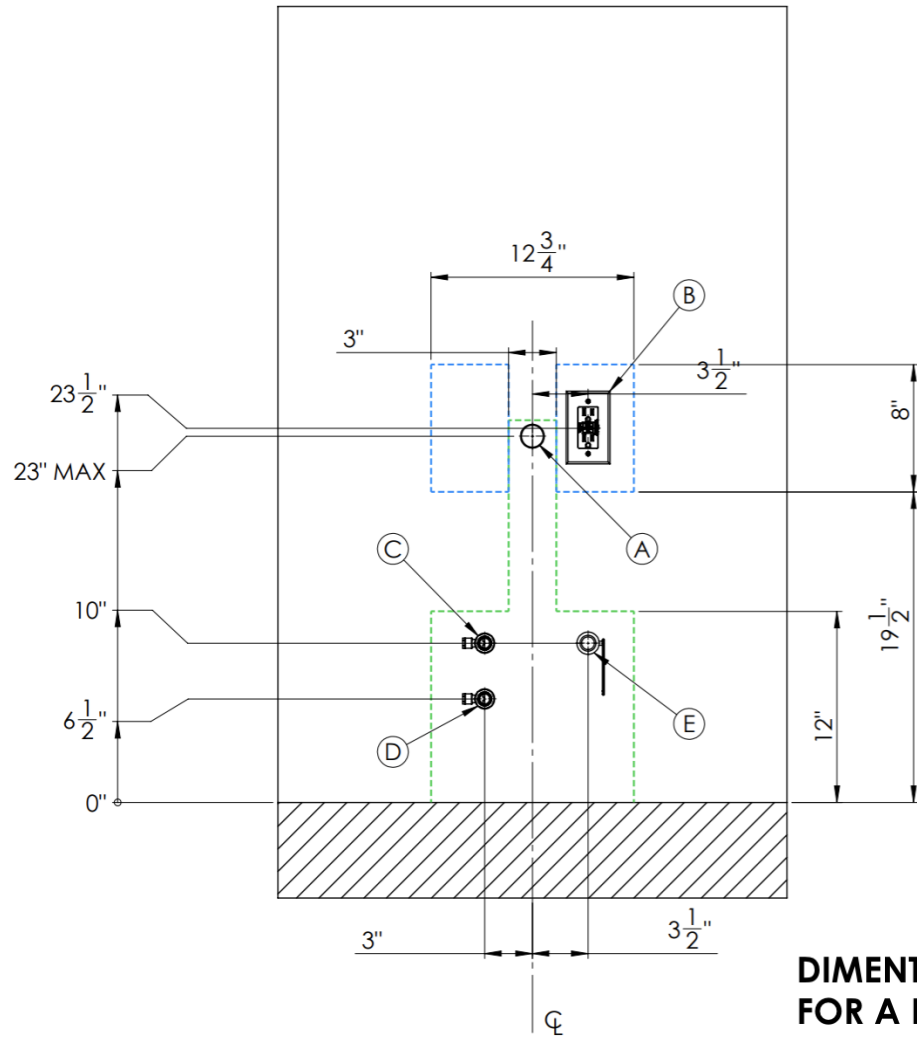 12 3/4"
B
3"
3 1/2"
23 1/2"
8"
23" MAX
A
C
10"
19 1/2"
6 1/2"
E
12"
D
0"
3"
3 1/2"
℄
DIMENT
FOR A